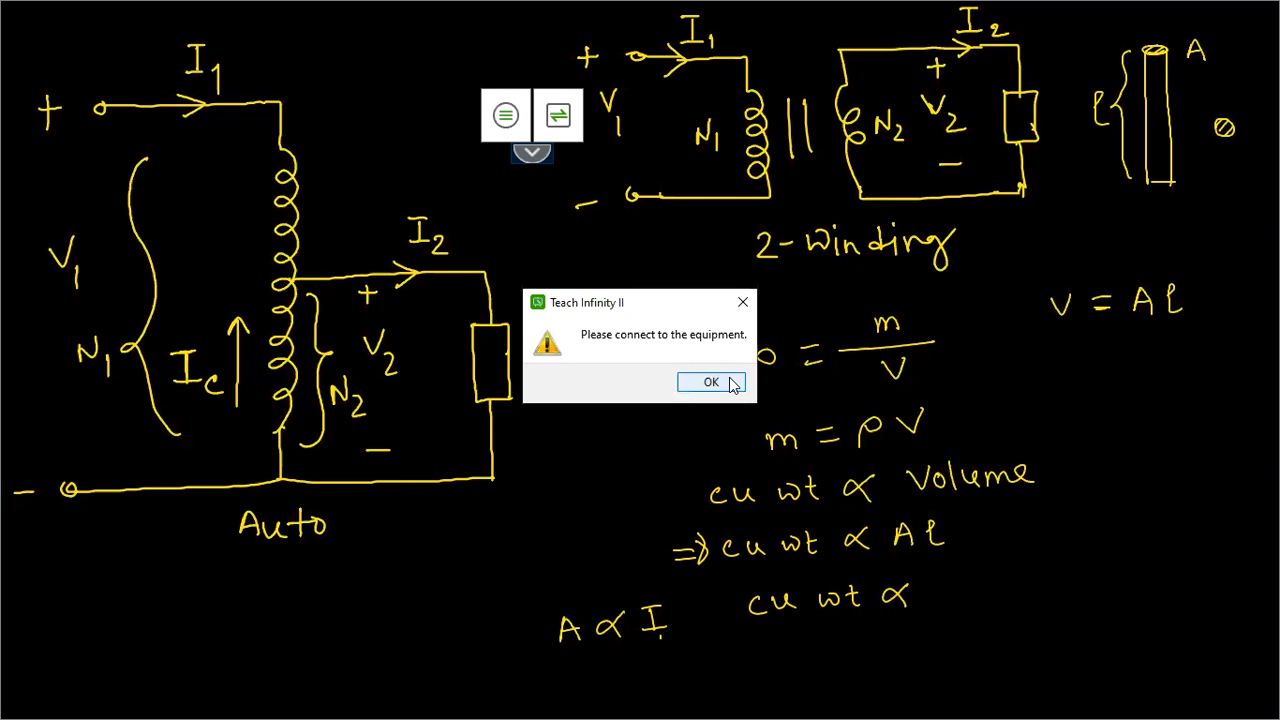 I1
+
V1
N1
Ic
N2
I2
+
V2
-
-
Auto
I1
+
V1
-
N1
N2
I2
+
V2
-
2-winding
l
A
V = Al
Teach Infinity II
Please connect to the equipment.
OK
= m/V
m = ρV
cu wt ∝ Volume
⇒ cu wt ∝ Al
cu wt ∝
A ∝ I